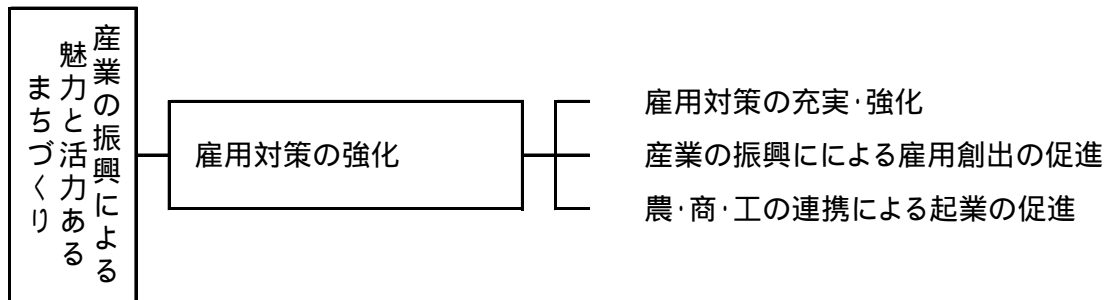 産業の振興による
魅力と活力ある
まちづくり
雇用対策の強化
雇用対策の充実・強化
産業の振興にによる雇用創出の促進
農・商・工の連携による起業の促進